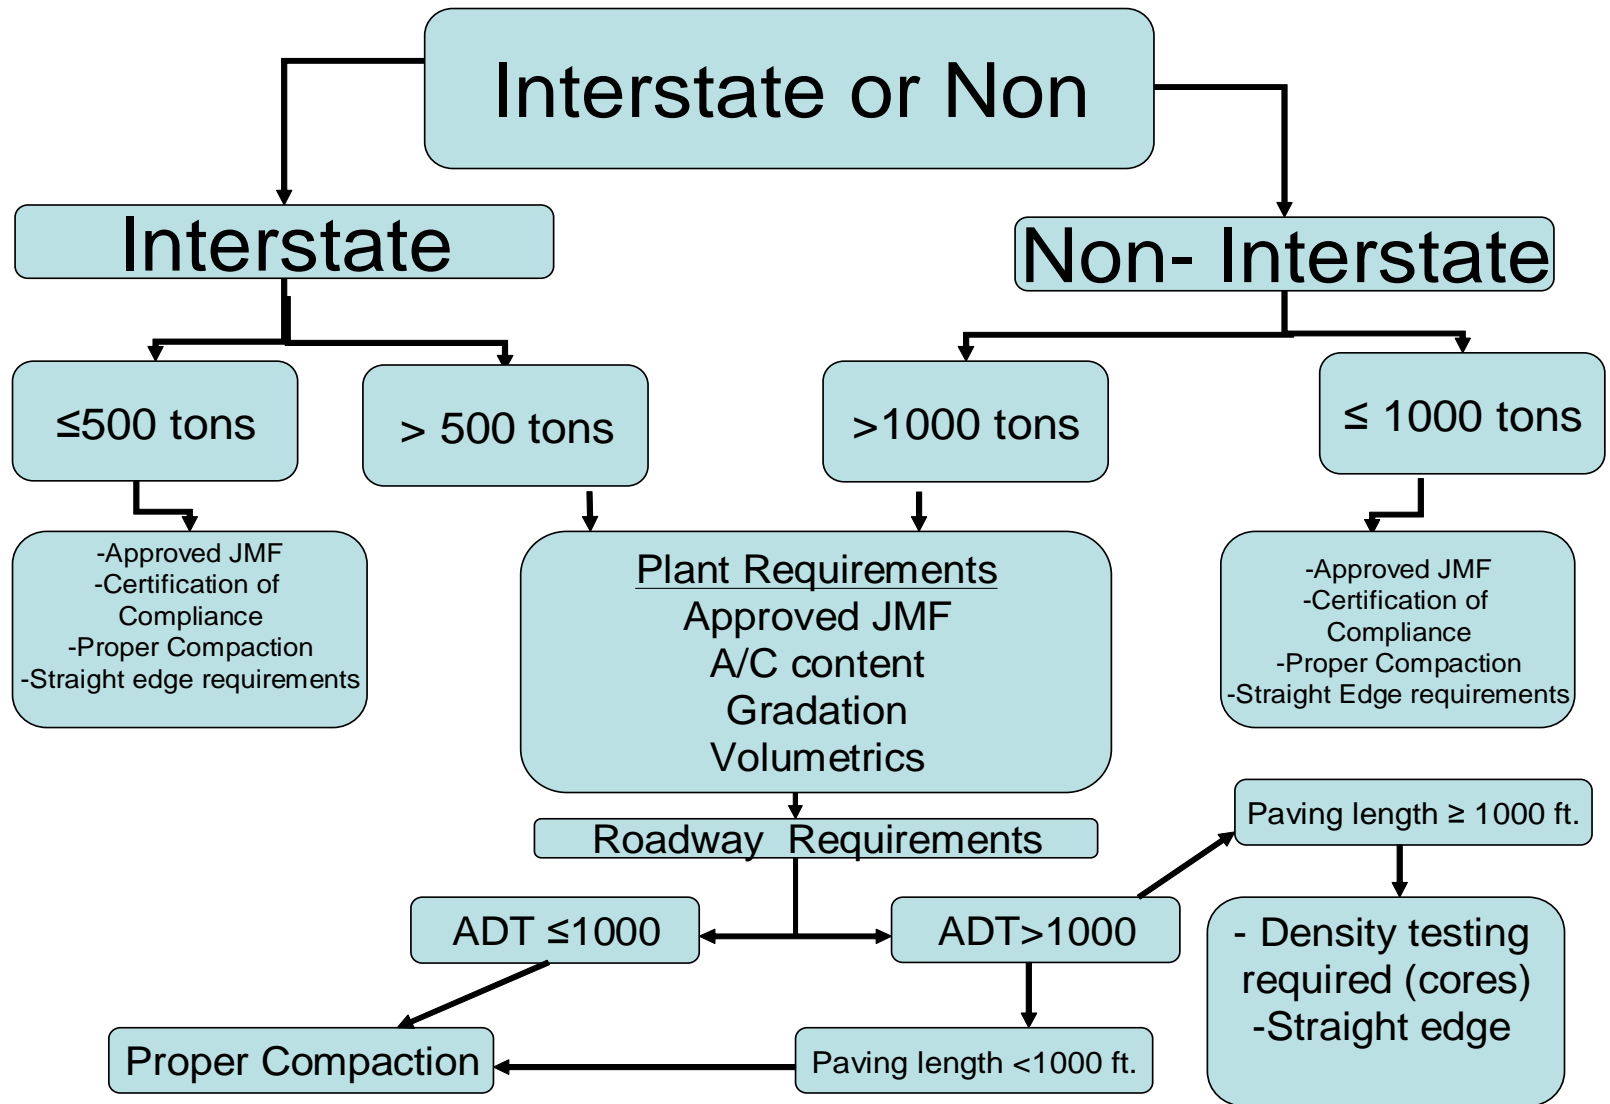 Interstate or Non
Interstate
Non- Interstate
≤500 tons
> 500 tons
>1000 tons
≤ 1000 tons
-Approved JMF
-Certification of
Compliance
-Proper Compaction
-Straight edge requirements
Plant Requirements
Approved JMF
A/C content
Gradation
Volumetrics
-Approved JMF
-Certification of
Compliance
-Proper Compaction
-Straight Edge requirements
Roadway Requirements
Paving length ≥ 1000 ft.
ADT ≤1000
ADT>1000
- Density testing
required (cores)
-Straight edge
Proper Compaction
Paving length <1000 ft.